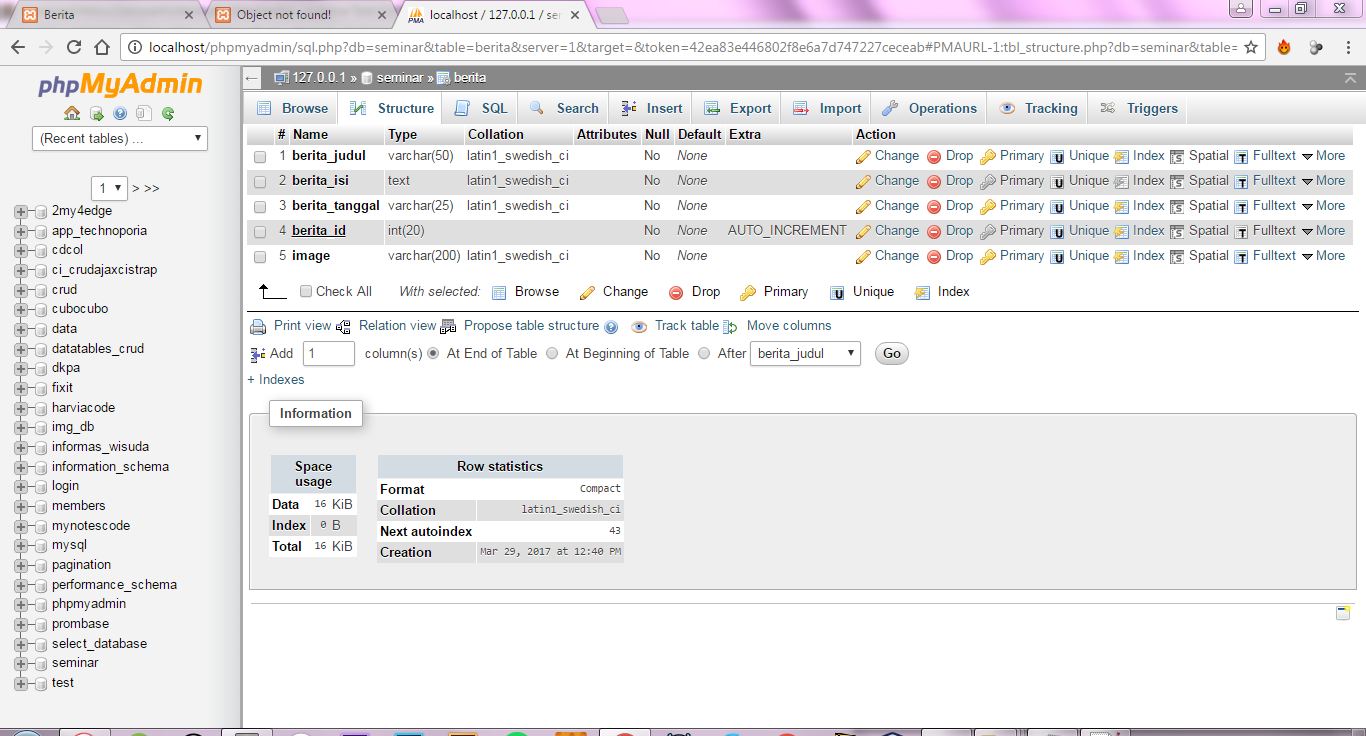 Berita
Object not found!
localhost / 127.0.0.1 / se
localhost/phpmyadmin/sql.php?db=seminar&table=berita&server=1&target=&token=42ea83e446802f8e6a7d747227ceceab#PMAURL-1:tbl_structure.php?db=seminar&table=
phpMyAdmin
(Recent tables) ...
1 > >>
2my4edge
app_technoporia
cdcol
ci_crudajaxcistrap
crud
cubocubo
data
datatables_crud
dkpa
fixit
harviacode
img_db
informas_wisuda
information_schema
login
members
mynotescode
mysql
pagination
performance_schema
phpmyadmin
prombase
select_database
seminar
test
127.0.0.1 » seminar » berita
Browse Structure SQL Search Insert Export Import Operations Tracking Triggers
# Name Type Collation Attributes Null Default Extra Action
1 berita_judul varchar(50) latin1_swedish_ci No None Change Drop Primary Unique Index Spatial Fulltext More
2 berita_isi text latin1_swedish_ci No None Change Drop Primary Unique Index Spatial Fulltext More
3 berita_tanggal varchar(25) latin1_swedish_ci No None Change Drop Primary Unique Index Spatial Fulltext More
4 berita_id int(20) No None AUTO_INCREMENT Change Drop Primary Unique Index Spatial Fulltext More
5 image varchar(200) latin1_swedish_ci No None Change Drop Primary Unique Index Spatial Fulltext More
Check All With selected: Browse Change Drop Primary Unique Index
Print view Relation view Propose table structure Track table Move columns
Add 1 column(s) At End of Table At Beginning of Table After berita_judul Go
+ Indexes
Information
Space usage
Data 16 KiB
Index 0 B
Total 16 KiB
Row statistics
Format Compact
Collation latin1_swedish_ci
Next autoindex 43
Creation Mar 29, 2017 at 12:40 PM